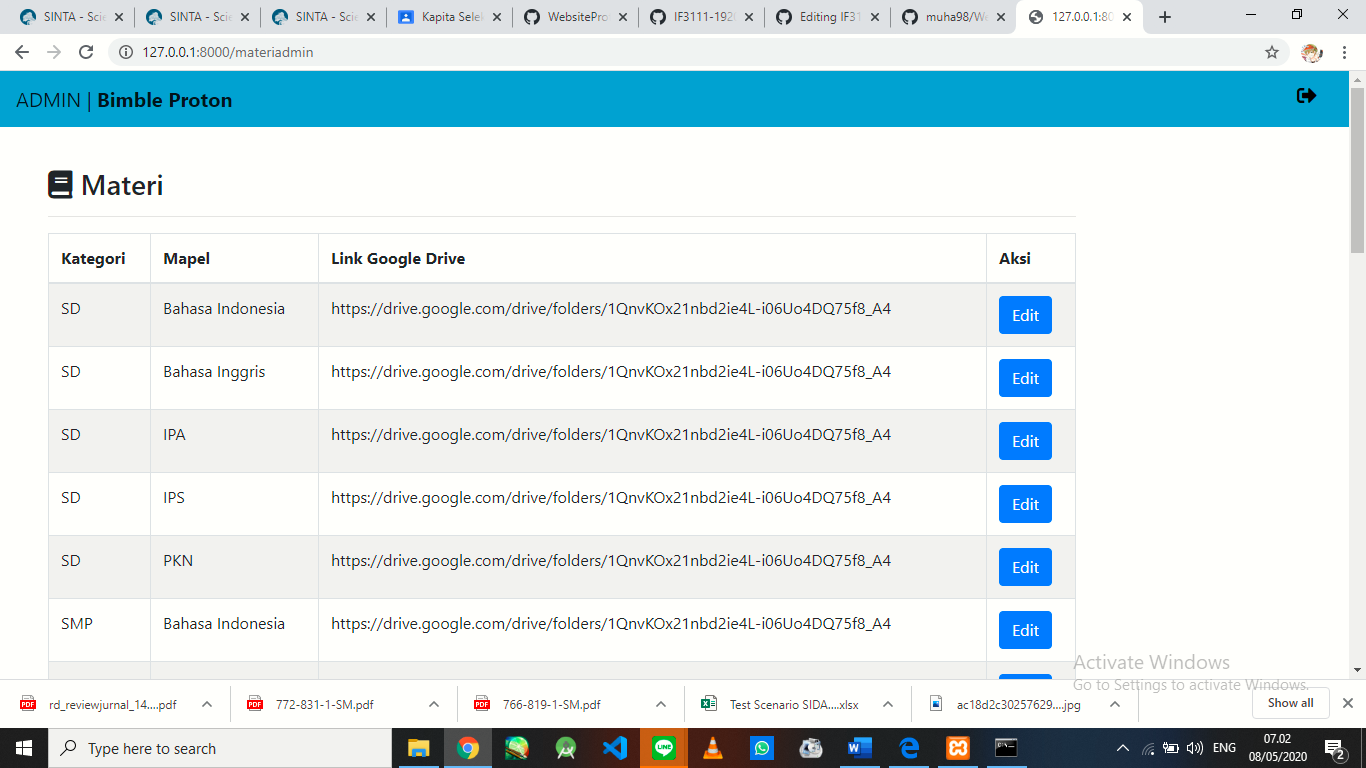 SINTA - Scie
SINTA - Scie
SINTA - Scie
Kapita Sele
WebsitePro
IF3111-192
Editing IF31
muha98/We
127.0.0.1:80
127.0.0.1:8000/materiadmin
ADMIN | Bimble Proton
Materi
Kategori Mapel Link Google Drive Aksi
SD Bahasa Indonesia https://drive.google.com/drive/folders/1QnvKOx21nbd2ie4L-i06Uo4DQ75f8_A4 Edit
SD Bahasa Inggris https://drive.google.com/drive/folders/1QnvKOx21nbd2ie4L-i06Uo4DQ75f8_A4 Edit
SD IPA https://drive.google.com/drive/folders/1QnvKOx21nbd2ie4L-i06Uo4DQ75f8_A4 Edit
SD IPS https://drive.google.com/drive/folders/1QnvKOx21nbd2ie4L-i06Uo4DQ75f8_A4 Edit
SD PKN https://drive.google.com/drive/folders/1QnvKOx21nbd2ie4L-i06Uo4DQ75f8_A4 Edit
SMP Bahasa Indonesia https://drive.google.com/drive/folders/1QnvKOx21nbd2ie4L-i06Uo4DQ75f8_A4 Edit
Activate Windows
Go to Settings to activate Windows.
rd_reviewjurnal_14....pdf
772-831-1-SM.pdf
766-819-1-SM.pdf
Test Scenario SIDA....xlsx
ac18d2c30257629....jpg
Show all
Type here to search
LINE
ENG
07.02
08/05/2020
2